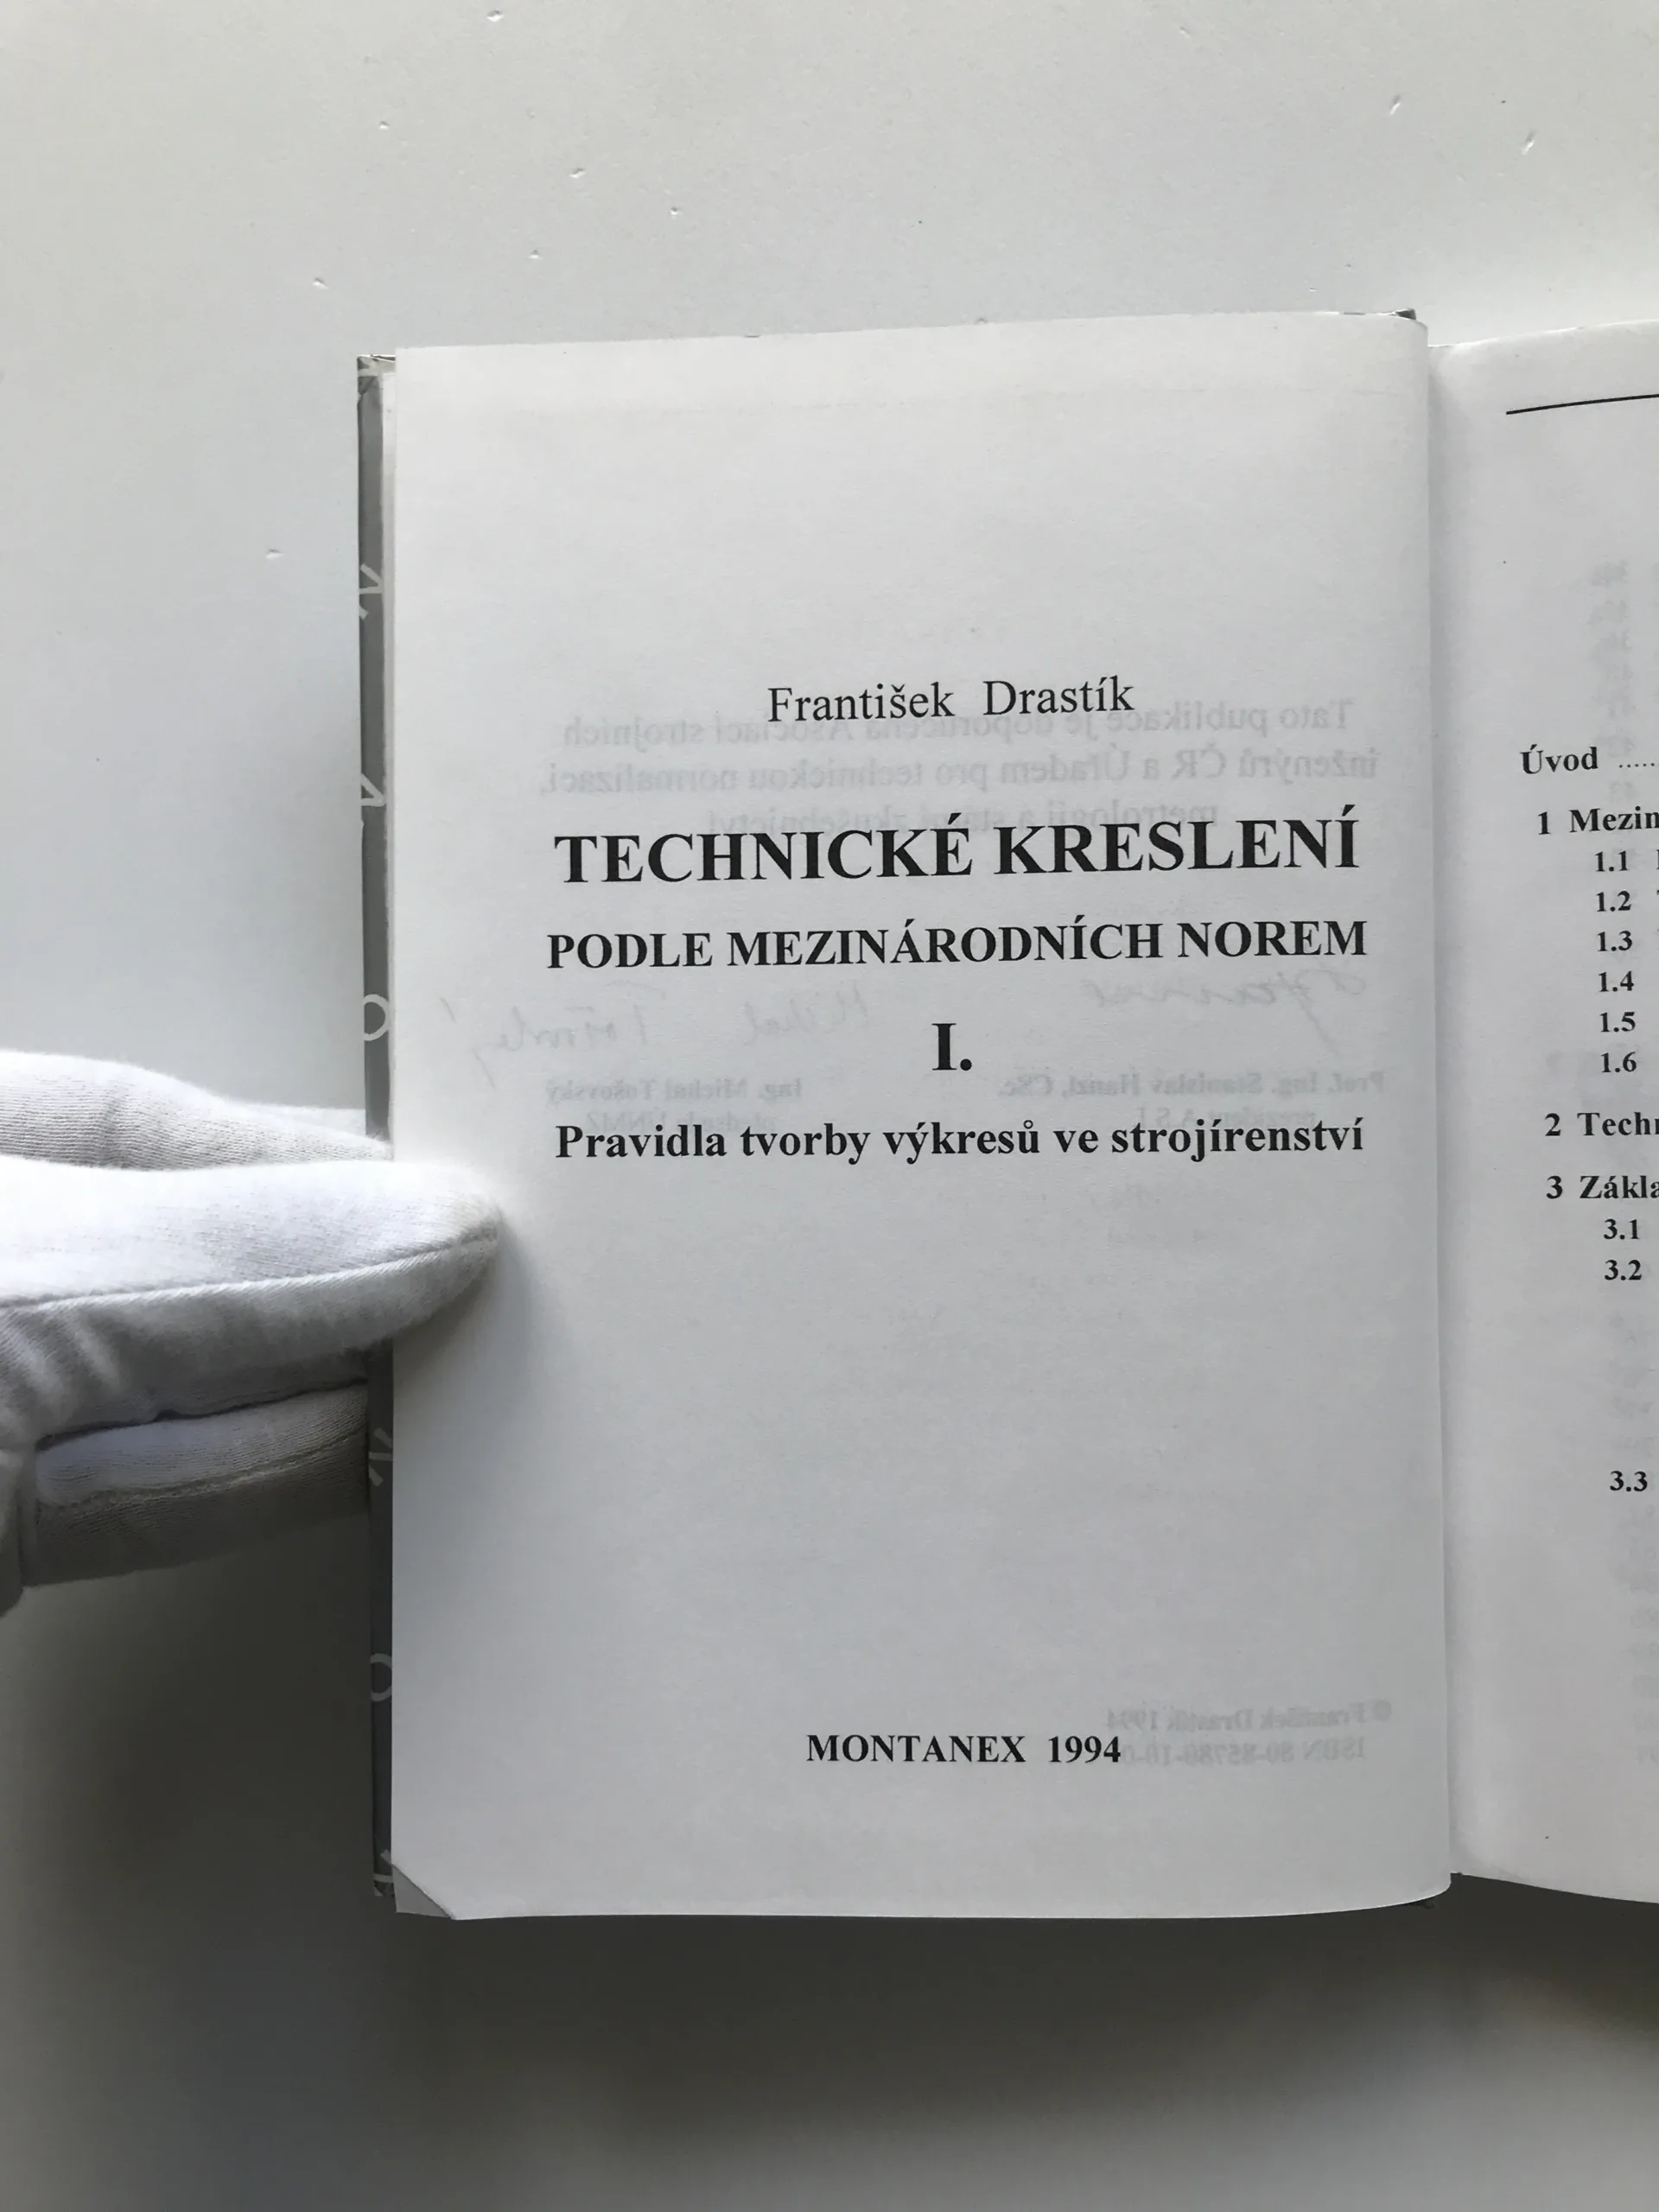 František Drastík
TECHNICKÉ KRESLENÍ
PODLE MEZINÁRODNÍCH NOREM
I.
Pravidla tvorby výkresů ve strojírenství
MONTANEX 1994
Úvod .....
1
1.1
1.2
1.3
1.4
1.5
1.6
2
3
3.1
3.2
3.3